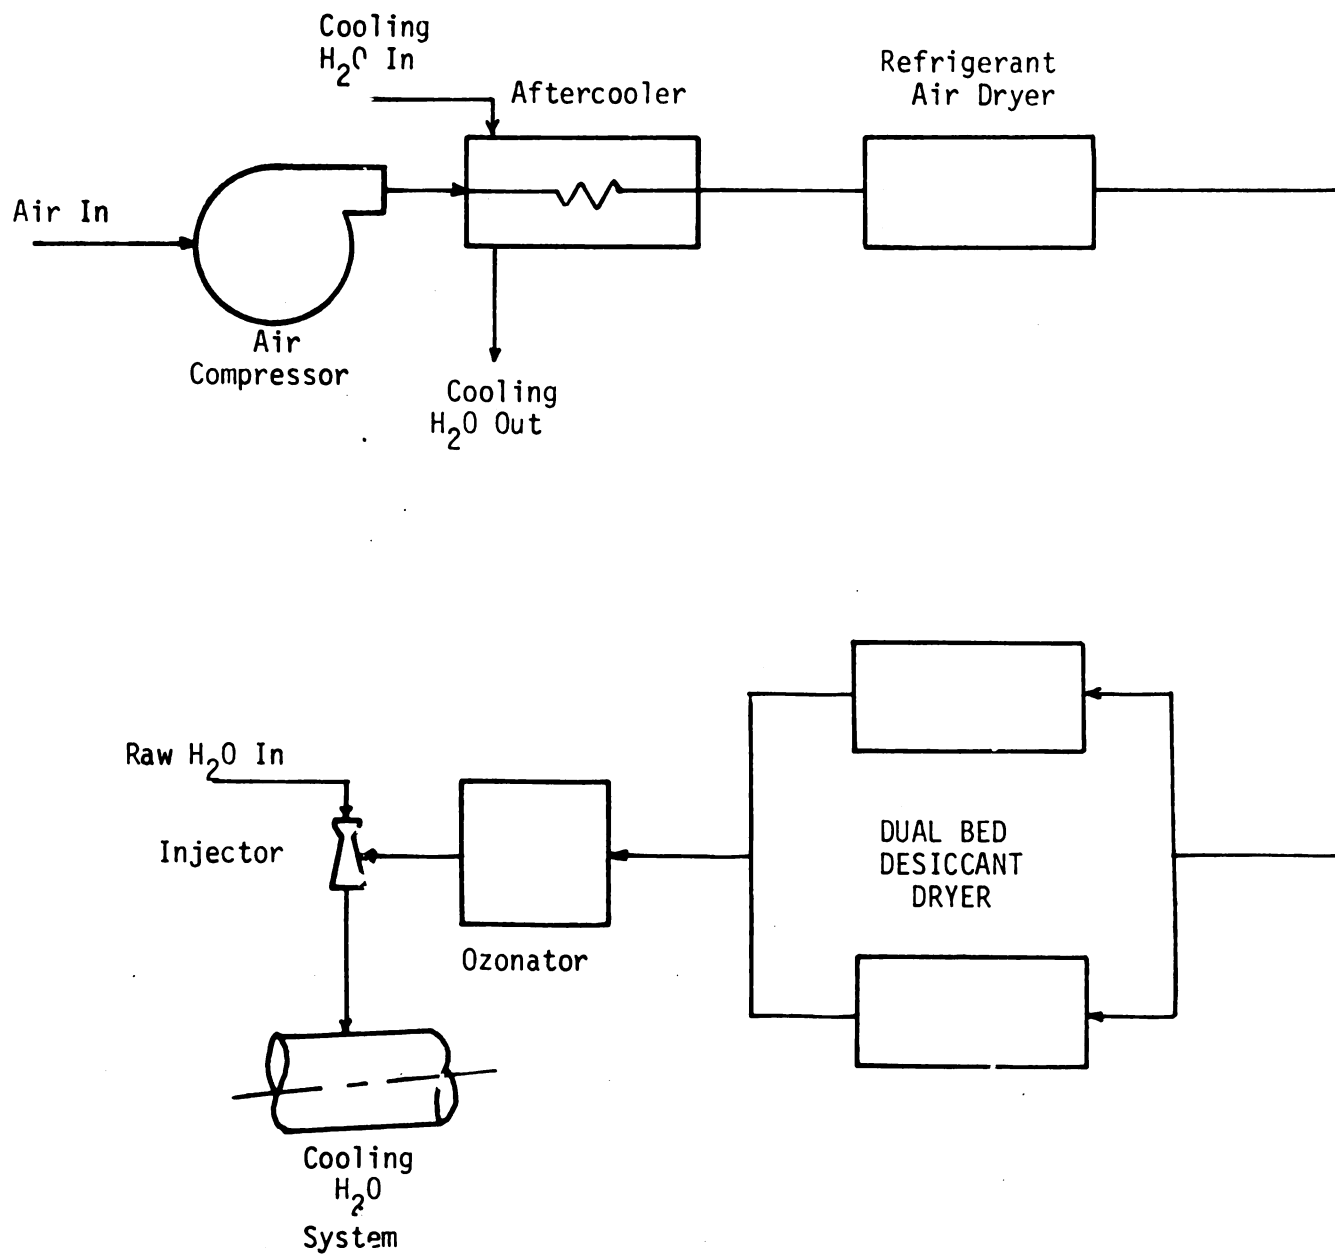 Cooling
H₂O In
Aftercooler
Refrigerant
Air Dryer
Air In
Air
Compressor
Cooling
H₂O Out
Raw H₂O In
Injector
Ozonator
DUAL BED
DESICCANT
DRYER
Cooling
H₂O
System